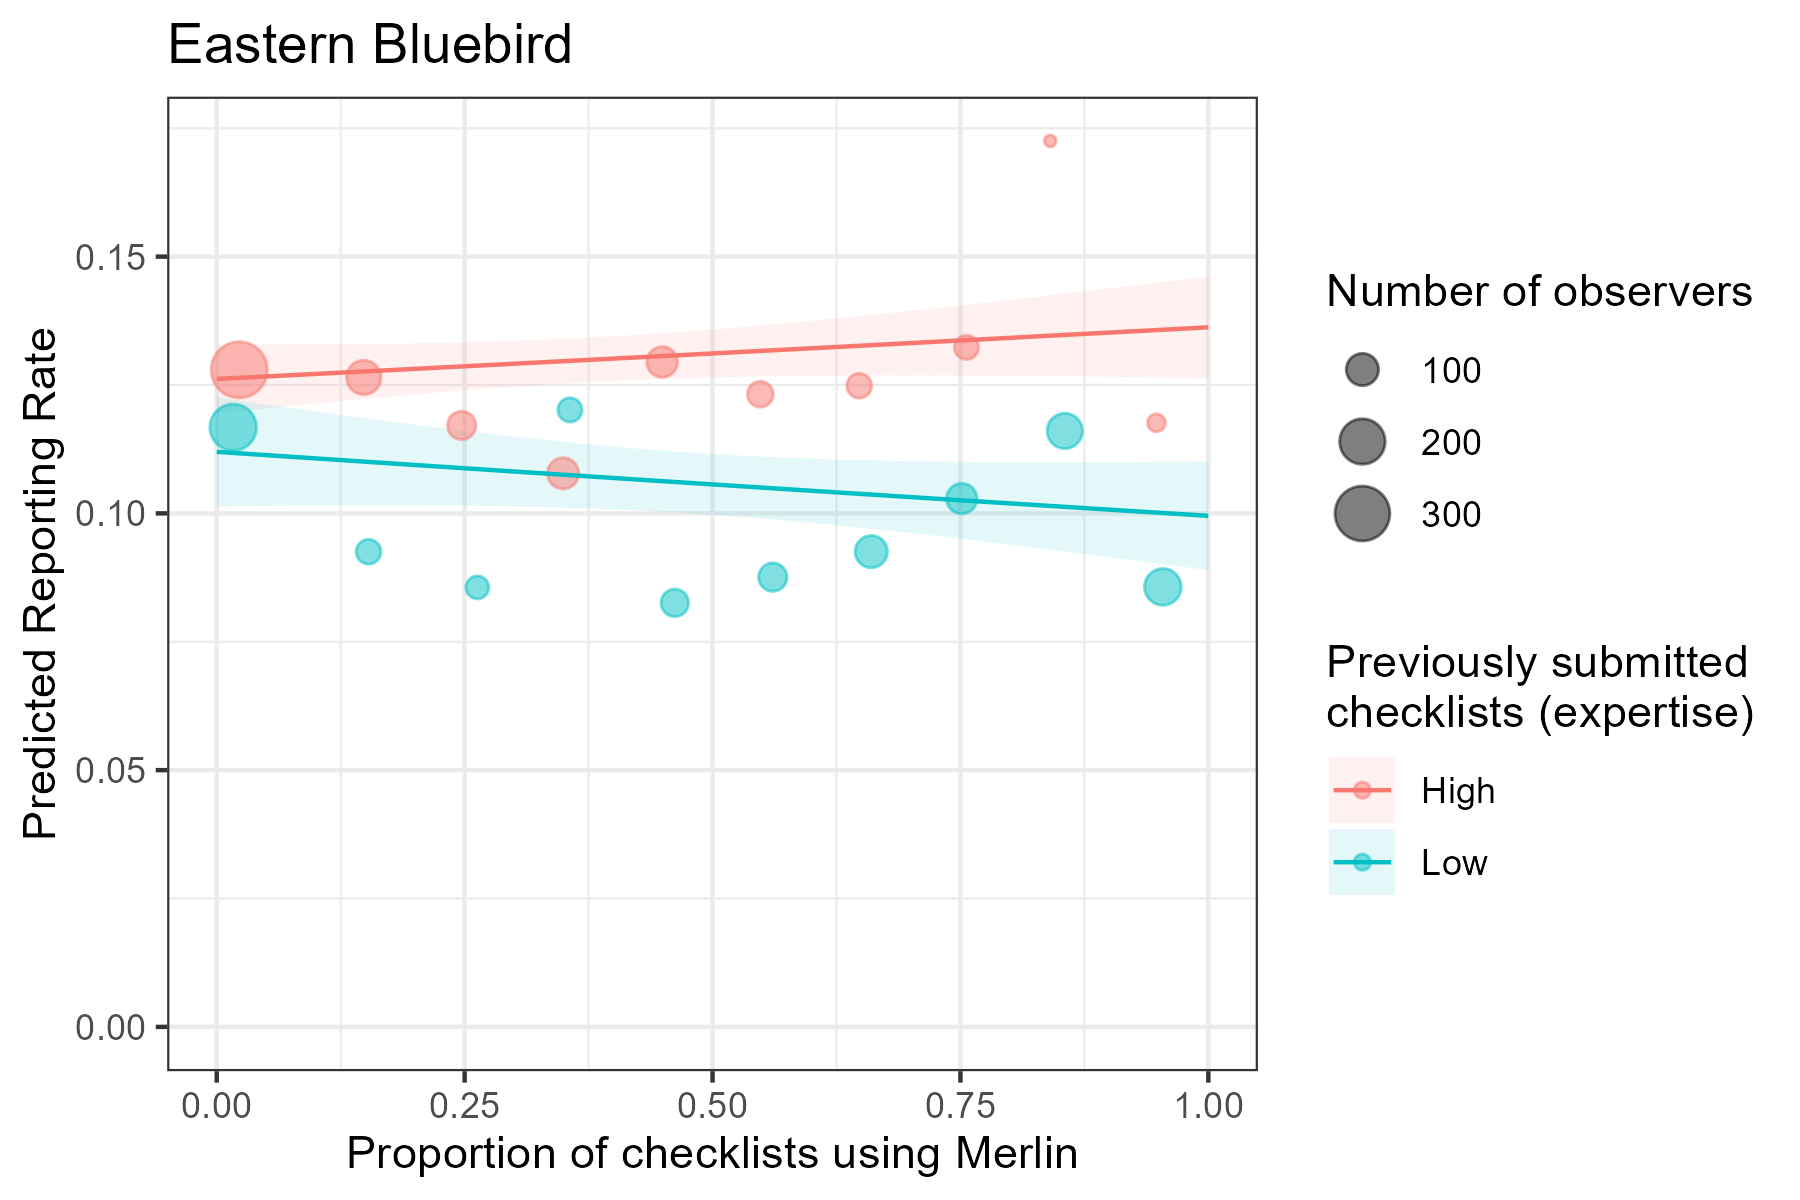 Eastern Bluebird
Predicted Reporting Rate
0.15
0.10
0.05
0.00
0.00 0.25 0.50 0.75 1.00
Proportion of checklists using Merlin
Number of observers
100
200
300
Previously submitted
checklists (expertise)
High
Low